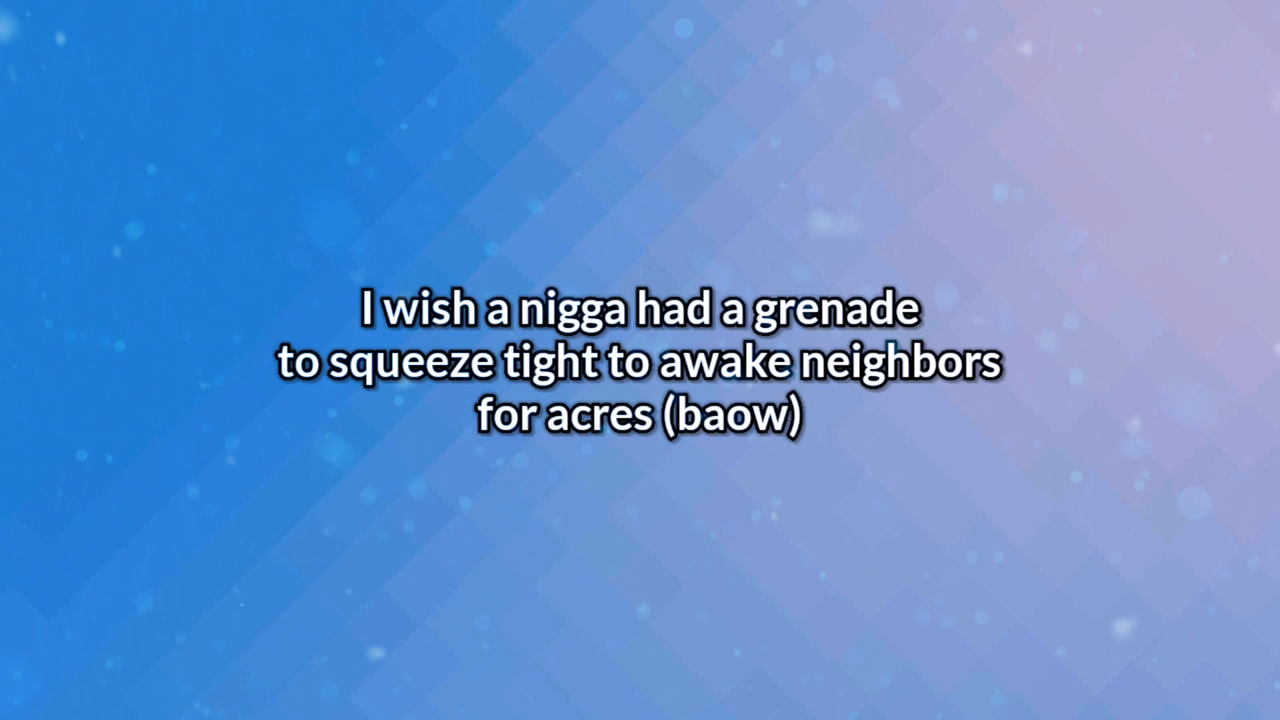 I wish a nigga had a grenade
to squeeze tight to awake neighbors
for acres (baow)